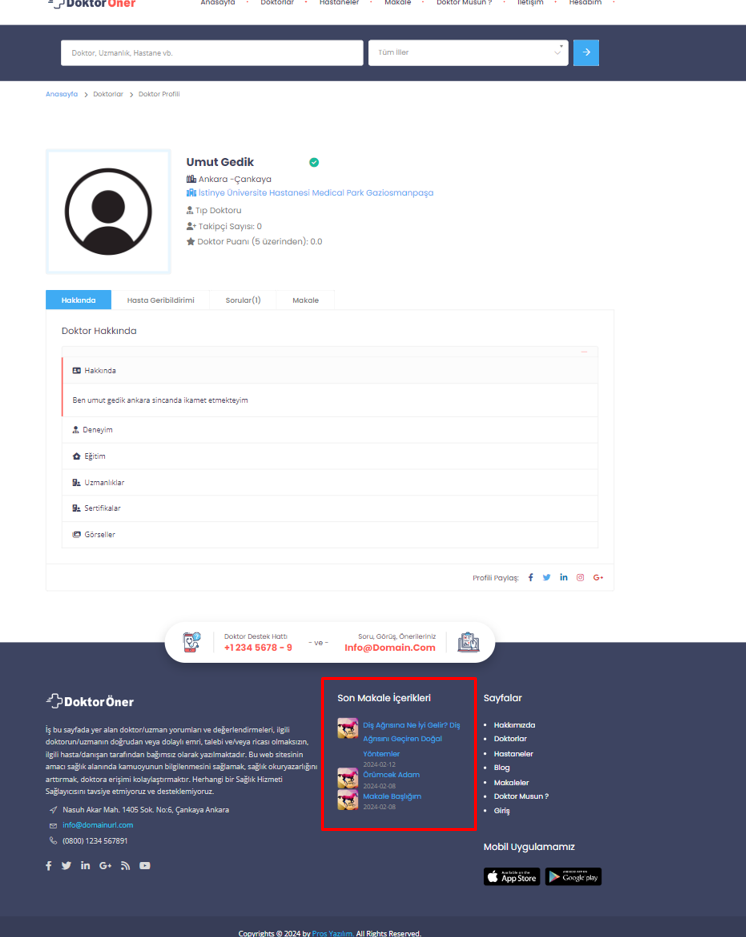 DoktorÖner
Anasayfa
Doktorlar
Hastaneler
Makale
Doktor Musun ?
İletişim
Hesabım
Doktor, Uzmanlık, Hastane vb.
Tüm iller
Anasayfa > Doktorlar > Doktor Profili
Umut Gedik
Ankara -Çankaya
İstinye Üniversite Hastanesi Medical Park Gaziosmanpaşa
Tıp Doktoru
Takipçi Sayısı: 0
Doktor Puanı (5 üzerinden): 0.0
Hakkında
Hasta Geribildirimi
Sorular(1)
Makale
Doktor Hakkında
Hakkında
Ben umut gedik ankara sincanda ikamet etmekteyim
Deneyim
Eğitim
Uzmanlıklar
Sertifikalar
Görseller
Profili Paylaş:
Doktor Destek Hattı
+1 234 5678 - 9
- ve -
Soru, Görüş, Önerileriniz
Info@Domain.Com
DoktorÖner
İş bu sayfada yer alan doktor/uzman yorumları ve değerlendirmeleri, ilgili
doktorun/uzmanın doğrudan veya dolaylı emri, talebi ve/veya ricası olmaksızın,
ilgili hasta/danışan tarafından bağımsız olarak yazılmaktadır. Bu web sitesinin
amacı sağlık alanında kamuoyunun bilgilenmesini sağlamak, sağlık okuryazarlığını
arttırmak, doktora erişimi kolaylaştırmaktır. Herhangi bir Sağlık Hizmeti
Sağlayıcısını tavsiye etmiyoruz ve desteklemiyoruz.
Nasuh Akar Mah. 1405 Sok. No:6, Çankaya Ankara
info@domainurl.com
(0800) 1234 567891
Son Makale İçerikleri
Diş Ağrısına Ne İyi Gelir? Diş
Ağrısını Geçiren Doğal
Yöntemler
2024-02-12
Örümcek Adam
2024-02-08
Makale Başlığım
2024-02-08
Sayfalar
Hakkımızda
Doktorlar
Hastaneler
Blog
Makaleler
Doktor Musun ?
Giriş
Mobil Uygulamamız
App Store
Google play
Copyrights © 2024 by Pros Yazılım. All Rights Reserved.